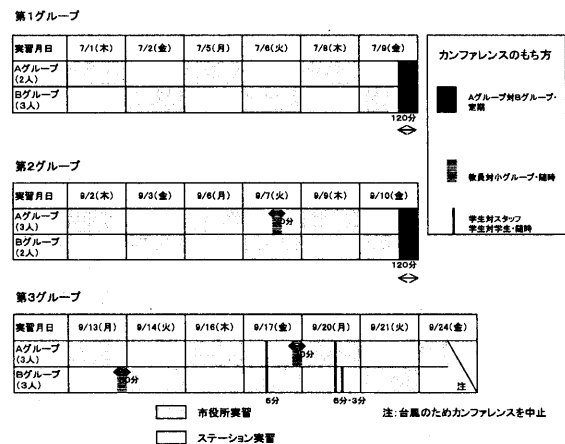 第1グループ
実習月日 7/1(木) 7/2(金) 7/5(月) 7/6(火) 7/8(木) 7/9(金)
Aグループ
(2人)
Bグループ
(3人)
120分
第2グループ
実習月日 9/2(木) 9/3(金) 9/6(月) 9/7(火) 9/9(木) 9/10(金)
Aグループ
(3人)
0分
Bグループ
(2人)
120分
第3グループ
実習月日 9/13(月) 9/14(火) 9/16(木) 9/17(金) 9/20(月) 9/21(火) 9/24(金)
Aグループ
(3人)
0分
Bグループ
(3人)
0分
注
6分
6分・3分
市役所実習
注:台風のためカンファレンスを中止
ステーション実習
カンファレンスのもち方
Aグループ対Bグループ・
定期
教員対小グループ・随時
学生対スタッフ
学生対学生・随時